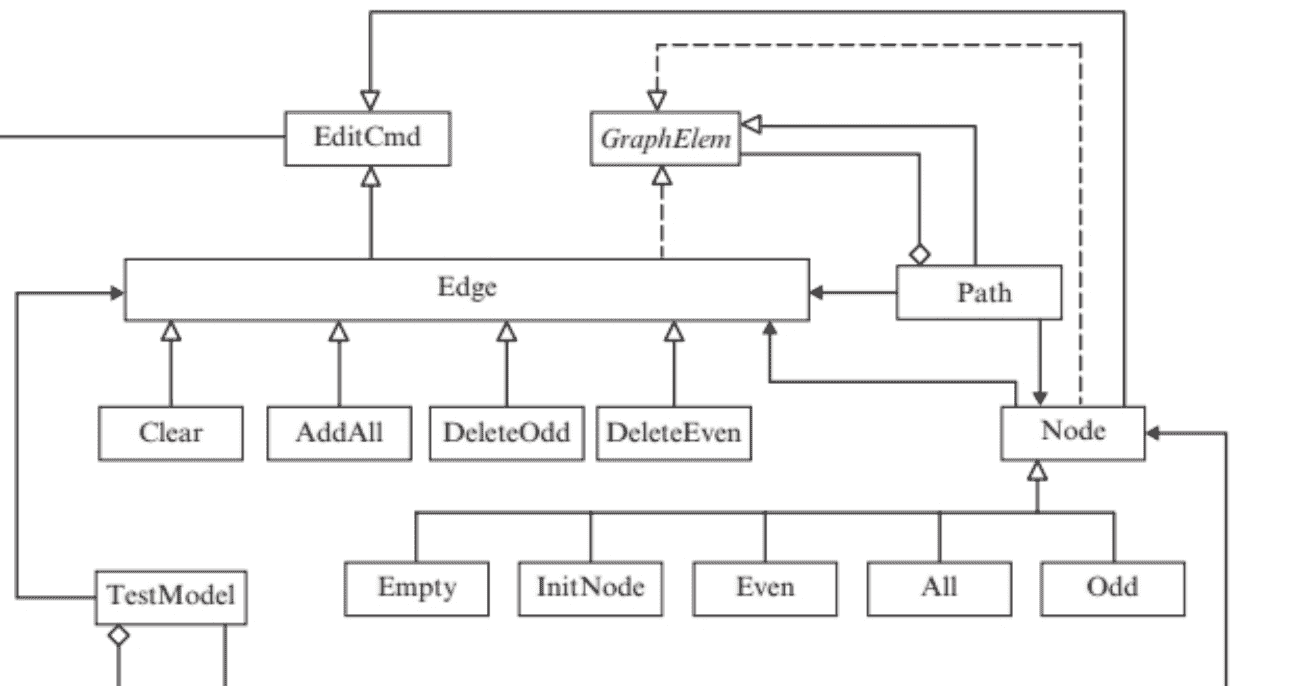 EditCmd
GraphElem
Edge
Path
Clear
AddAll
DeleteOdd
DeleteEven
Node
Empty
InitNode
Even
All
Odd
TestModel